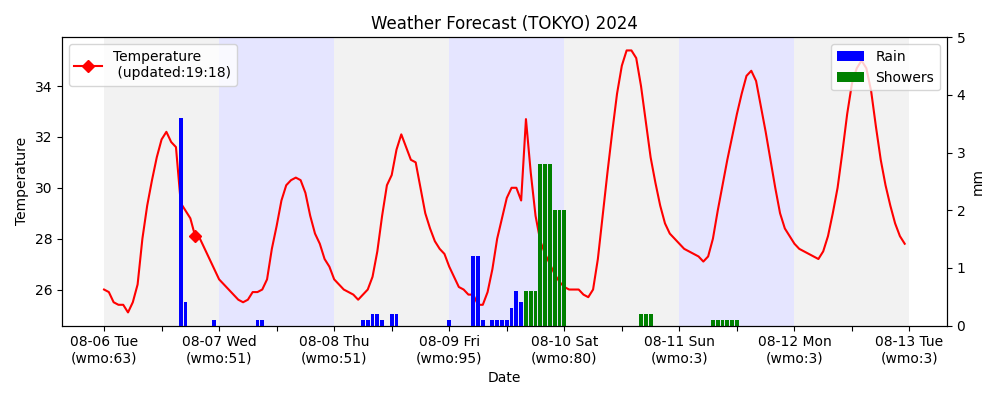 Weather Forecast (TOKYO) 2024
Temperature
(updated:19:18)
Rain
Showers
Temperature
34
32
30
28
26
5
4
3
2
1
0
mm
08-06 Tue
(wmo:63)
08-07 Wed
(wmo:51)
08-08 Thu
(wmo:51)
08-09 Fri
(wmo:95)
08-10 Sat
(wmo:80)
08-11 Sun
(wmo:3)
08-12 Mon
(wmo:3)
08-13 Tue
(wmo:3)
Date